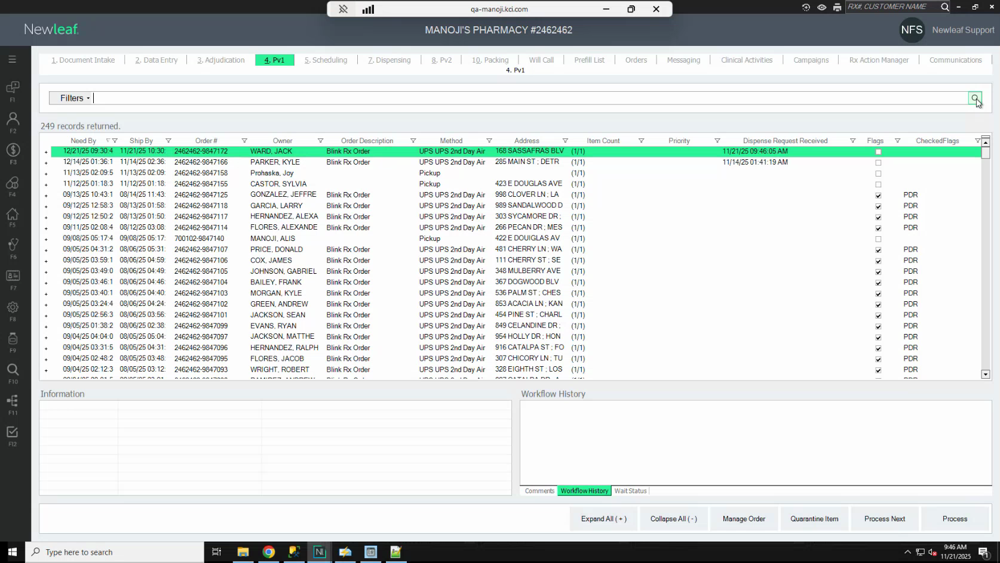 qa-manoji.kci.com
RX#, CUSTOMER NAME
Newleaf
MANOJI'S PHARMACY #2462462
NFS Newleaf Support
1. Document Intake 2. Data Entry 3. Adjudication 4. Pv1 5. Scheduling 7. Dispensing 8. Pv2 10. Packing Will Call Prefill List Orders Messaging Clinical Activities Campaigns Rx Action Manager Communications
4. Pv1
Filters
249 records returned.
Need By Ship By Order # Owner Order Description Method Address Item Count Priority Dispense Request Received Flags CheckedFlags
+ 12/21/25 09:30:4 11/21/25 10:30: 2462462-9847172 WARD, JACK Blink Rx Order UPS UPS 2nd Day Air 168 SASSAFRAS BLV (1/1) 11/21/25 09:46:05 AM
+ 12/14/25 01:36:1 11/14/25 02:36: 2462462-9847166 PARKER, KYLE Blink Rx Order UPS UPS 2nd Day Air 285 MAIN ST ; DETR (1/1) 11/14/25 01:41:19 AM
+ 11/13/25 02:09:5 11/13/25 02:09: 2462462-9847158 Prohaska, Joy Pickup (1/1)
+ 11/12/25 01:18:3 11/12/25 01:18: 2462462-9847155 CASTOR, SYLVIA Pickup 423 E DOUGLAS AVE (1/1)
+ 09/13/25 10:43:1 08/14/25 11:43: 2462462-9847125 GONZALEZ, JEFFRE Blink Rx Order UPS UPS 2nd Day Air 998 CLOVER LN ; LA (1/1) PDR
+ 09/12/25 12:58:3 08/13/25 01:58: 2462462-9847118 GARCIA, LARRY Blink Rx Order UPS UPS 2nd Day Air 989 SANDALWOOD D (1/1) PDR
+ 09/12/25 12:50:2 08/13/25 01:50: 2462462-9847117 HERNANDEZ, ALEXA Blink Rx Order UPS UPS 2nd Day Air 303 SYCAMORE DR ; (1/1) PDR
+ 09/11/25 02:08:4 08/12/25 03:08: 2462462-9847114 FLORES, ALEXANDE Blink Rx Order UPS UPS 2nd Day Air 266 PECAN DR ; MES (1/1) PDR
+ 09/08/25 05:17:4 09/08/25 05:17: 700102-9847140 MANOJI, ALIS Pickup 422 E DOUIGLAS AV (1/1)
+ 09/05/25 04:31:2 08/06/25 05:31: 2462462-9847107 PRICE, DONALD Blink Rx Order UPS UPS 2nd Day Air 481 CHERRY LN ; WA (1/1) PDR
+ 09/05/25 03:59:1 08/06/25 04:59: 2462462-9847106 COX, JAMES Blink Rx Order UPS UPS 2nd Day Air 111 CHERRY ST ; SE (1/1) PDR
+ 09/05/25 03:49:0 08/06/25 04:49: 2462462-9847105 JOHNSON, GABRIEL Blink Rx Order UPS UPS 2nd Day Air 348 MULBERRY AVE (1/1) PDR
+ 09/05/25 03:46:1 08/06/25 04:46: 2462462-9847104 BAILEY, FRANK Blink Rx Order UPS UPS 2nd Day Air 367 DOGWOOD BLV (1/1) PDR
+ 09/05/25 03:40:1 08/06/25 04:40: 2462462-9847103 MORGAN, KYLE Blink Rx Order UPS UPS 2nd Day Air 536 PALM ST ; CHES (1/1) PDR
+ 09/05/25 03:24:4 08/06/25 04:24: 2462462-9847102 GREEN, ANDREW Blink Rx Order UPS UPS 2nd Day Air 853 ACACIA LN ; KAN (1/1) PDR
+ 09/05/25 02:56:3 08/06/25 03:56: 2462462-9847101 JACKSON, SEAN Blink Rx Order UPS UPS 2nd Day Air 454 PINE ST ; CHARL (1/1) PDR
+ 09/05/25 01:38:2 08/06/25 02:38: 2462462-9847099 EVANS, RYAN Blink Rx Order UPS UPS 2nd Day Air 849 CELANDINE DR ; (1/1) PDR
+ 09/04/25 04:04:0 08/05/25 05:04: 2462462-9847097 JACKSON, MATTHE Blink Rx Order UPS UPS 2nd Day Air 954 HOLLY DR ; HON (1/1) PDR
+ 09/04/25 03:31:5 08/05/25 04:31: 2462462-9847096 HERNANDEZ, RALPH Blink Rx Order UPS UPS 2nd Day Air 916 CATALPA ST ; FO (1/1) PDR
+ 09/04/25 02:48:2 08/05/25 03:48: 2462462-9847095 FLORES, JACOB Blink Rx Order UPS UPS 2nd Day Air 307 CHICORY LN ; TU (1/1) PDR
+ 09/04/25 02:12:3 08/05/25 03:12: 2462462-9847093 WRIGHT, ROBERT Blink Rx Order UPS UPS 2nd Day Air 328 EIGHTH ST ; LOS (1/1) PDR
F1
F2
F3
F4
F5
F6
F7
F8
F9
F10
F11
F12
Information
Workflow History
Comments Workflow History Wait Status
Expand All ( + ) Collapse All ( - ) Manage Order Quarantine Item Process Next Process
Type here to search
Nl
9:46 AM
11/21/2025
1